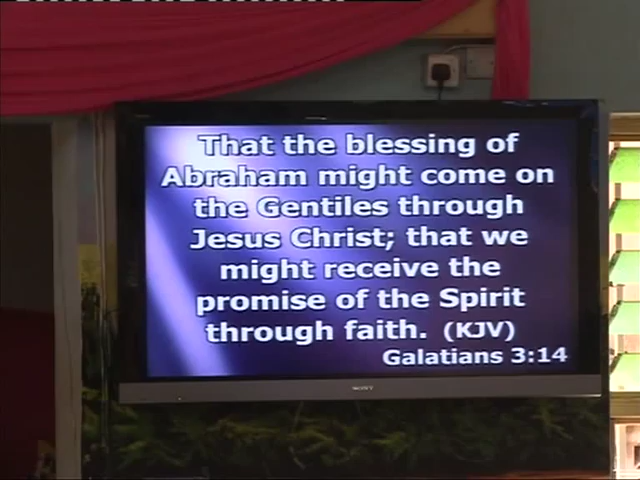 That the blessing of
Abraham might come on
the Gentiles through
Jesus Christ; that we
might receive the
promise of the Spirit
through faith. (KJV)
Galatians 3:14
SONY